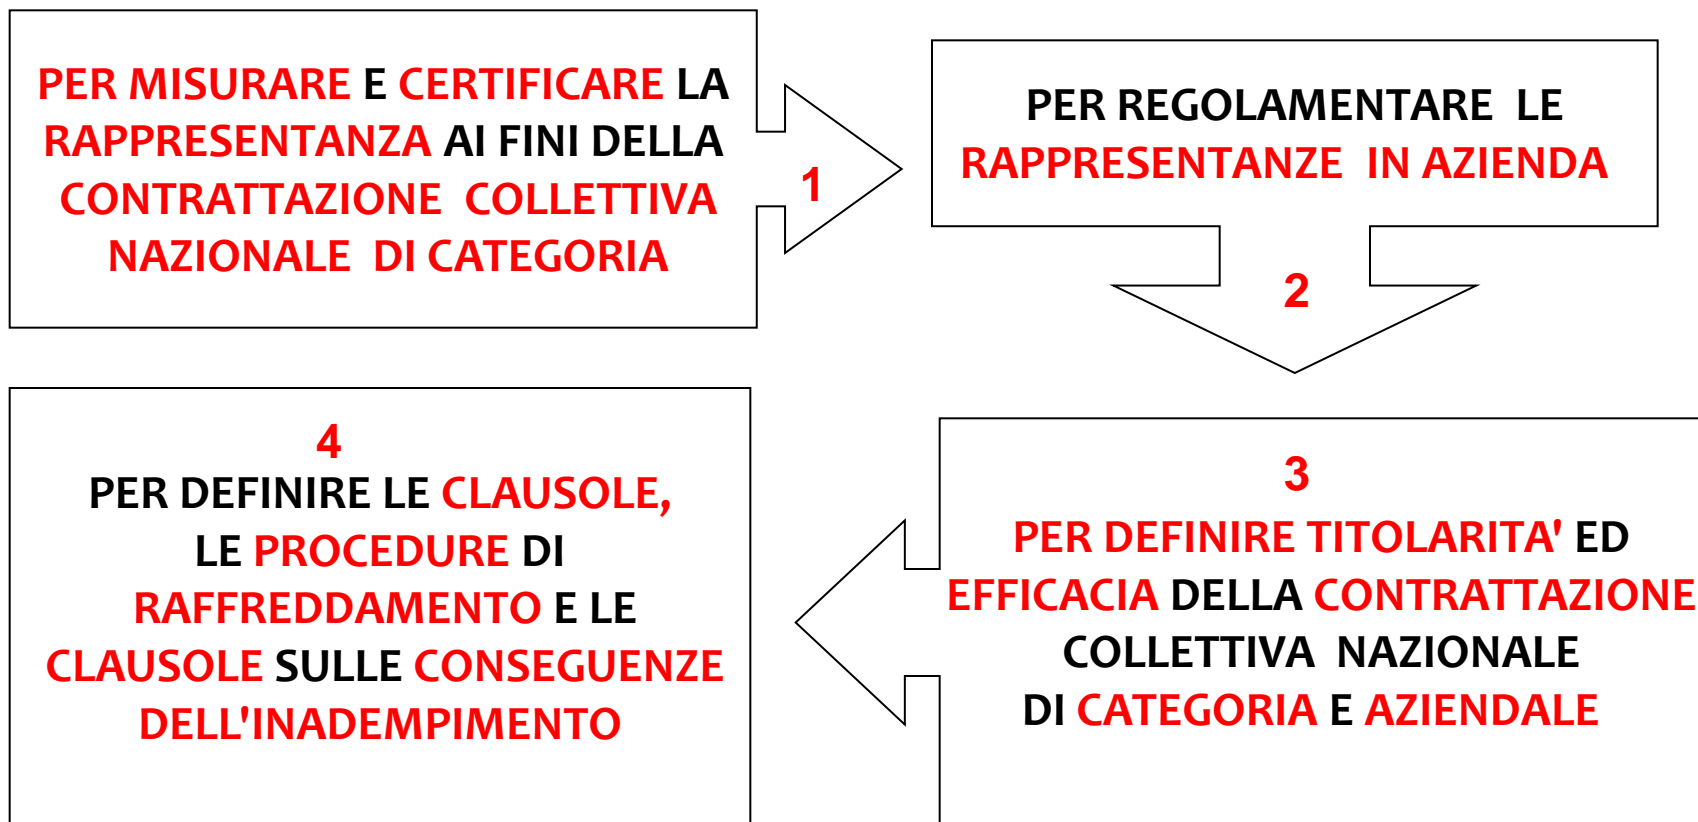 PER MISURARE E CERTIFICARE LA
RAPPRESENTANZA AI FINI DELLA
CONTRATTAZIONE COLLETTIVA
NAZIONALE DI CATEGORIA
1
PER REGOLAMENTARE LE
RAPPRESENTANZE IN AZIENDA
2
3
PER DEFINIRE TITOLARITA' ED
EFFICACIA DELLA CONTRATTAZIONE
COLLETTIVA NAZIONALE
DI CATEGORIA E AZIENDALE
4
PER DEFINIRE LE CLAUSOLE,
LE PROCEDURE DI
RAFFREDDAMENTO E LE
CLAUSOLE SULLE CONSEGUENZE
DELL'INADEMPIMENTO